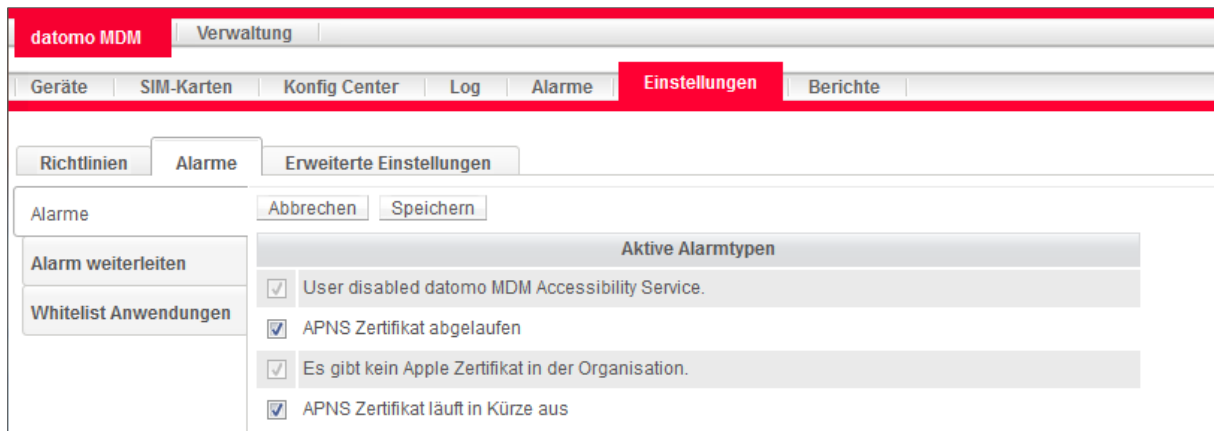 datomo MDM Verwaltung
Geräte SIM-Karten Konfig Center Log Alarme Einstellungen Berichte
Richtlinien Alarme Erweiterte Einstellungen
Alarme
Alarm weiterleiten
Whitelist Anwendungen
Abbrechen Speichern
Aktive Alarmtypen
User disabled datomo MDM Accessibility Service.
APNS Zertifikat abgelaufen
Es gibt kein Apple Zertifikat in der Organisation.
APNS Zertifikat läuft in Kürze aus